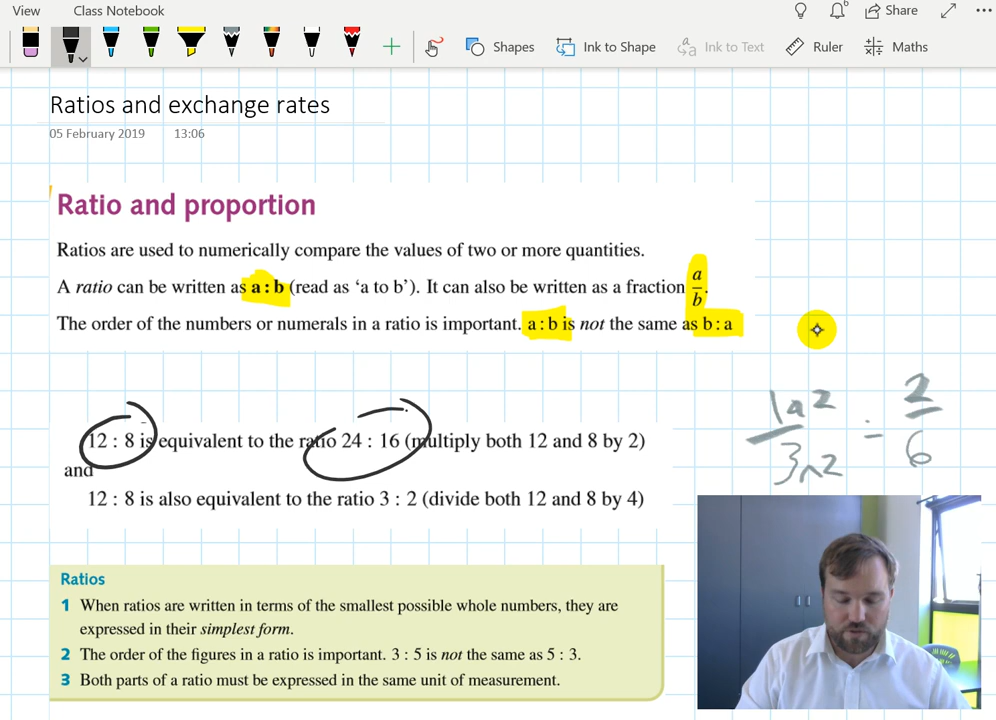 View Class Notebook Share
Shapes Ink to Shape Ink to Text Ruler Maths
Ratios and exchange rates
05 February 2019 13:06
Ratio and proportion
Ratios are used to numerically compare the values of two or more quantities.
A ratio can be written as a : b (read as ‘a to b’). It can also be written as a fraction a/b.
The order of the numbers or numerals in a ratio is important. a : b is not the same as b : a
12 : 8 is equivalent to the ratio 24 : 16 (multiply both 12 and 8 by 2)
and
12 : 8 is also equivalent to the ratio 3 : 2 (divide both 12 and 8 by 4)
2
3 2 = 6
Ratios
1 When ratios are written in terms of the smallest possible whole numbers, they are
expressed in their simplest form.
2 The order of the figures in a ratio is important. 3 : 5 is not the same as 5 : 3.
3 Both parts of a ratio must be expressed in the same unit of measurement.